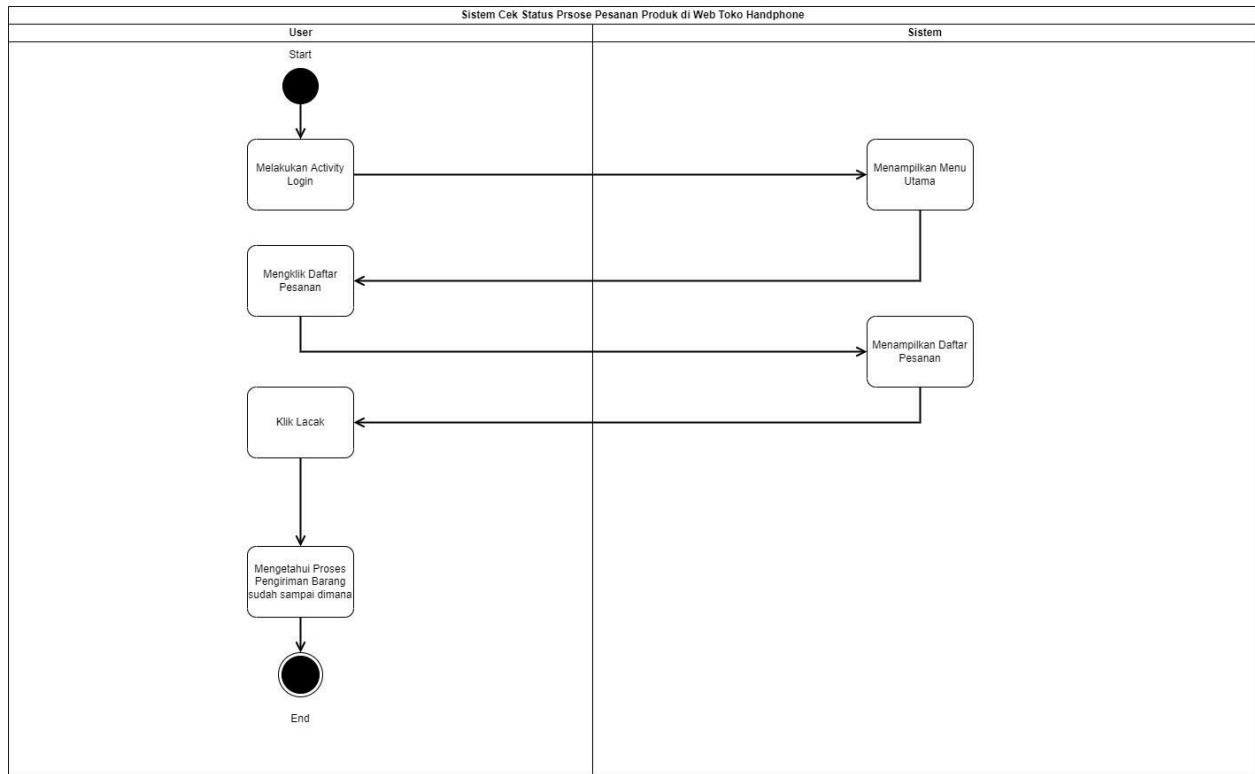 Sistem Cek Status Prsose Pesanan Produk di Web Toko Handphone
User
Sistem
Start
Melakukan Activity
Login
Menampilkan Menu
Utama
Mengklik Daftar
Pesanan
Menampilkan Daftar
Pesanan
Klik Lacak
Mengetahui Proses
Pengiriman Barang
sudah sampai dimana
End